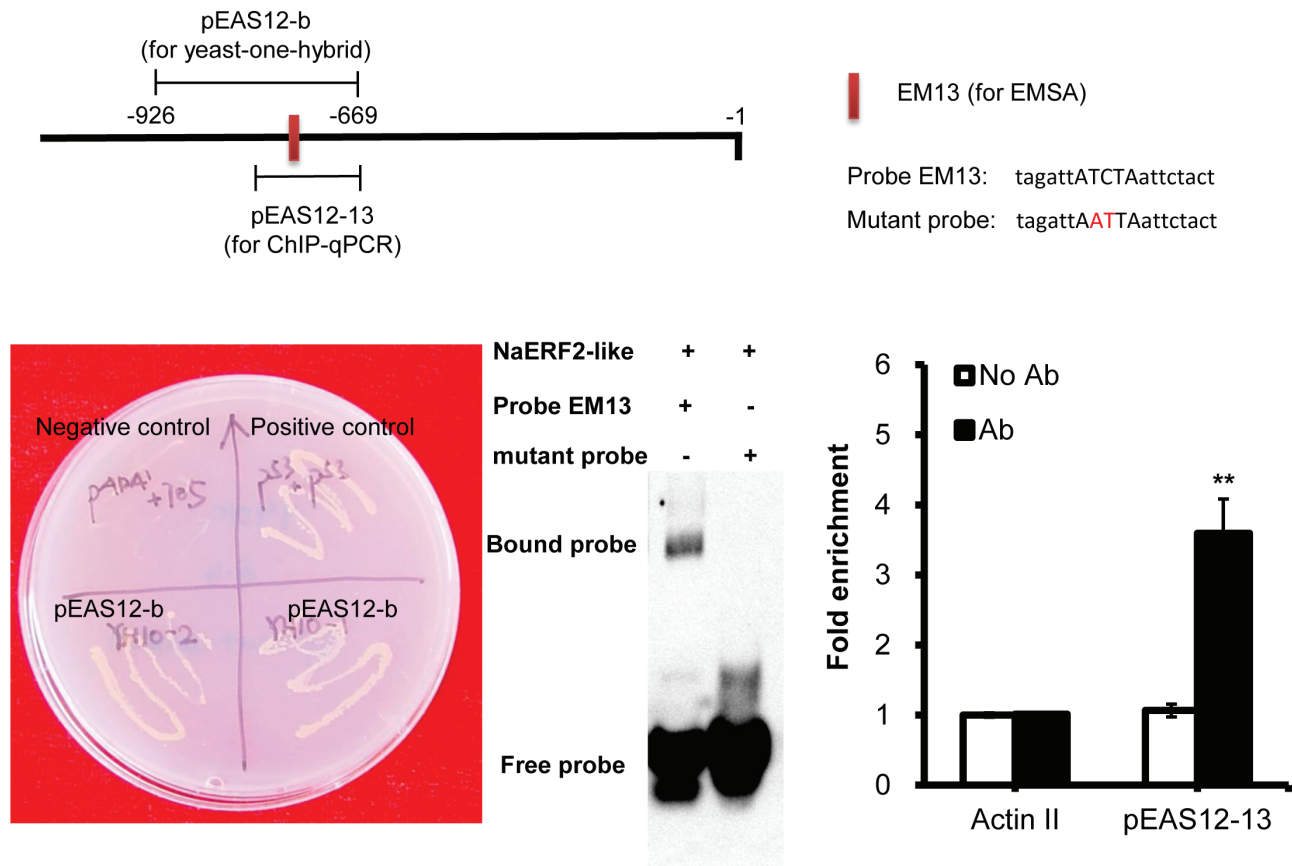 pEAS12-b
(for yeast-one-hybrid)
-926
-669
-1
pEAS12-13
(for ChIP-qPCR)
EM13 (for EMSA)
Probe EM13: tagattATCTAattctact
Mutant probe: tagattAATTAattctact
Negative control
Positive control
p53+p53
pEAS12-b
pEAS12-b
NaERF2-like + +
Probe EM13 + -
mutant probe - +
Bound probe
Free probe
Fold enrichment
6
5
4
3
2
1
0
No Ab
Ab
**
Actin II
pEAS12-13